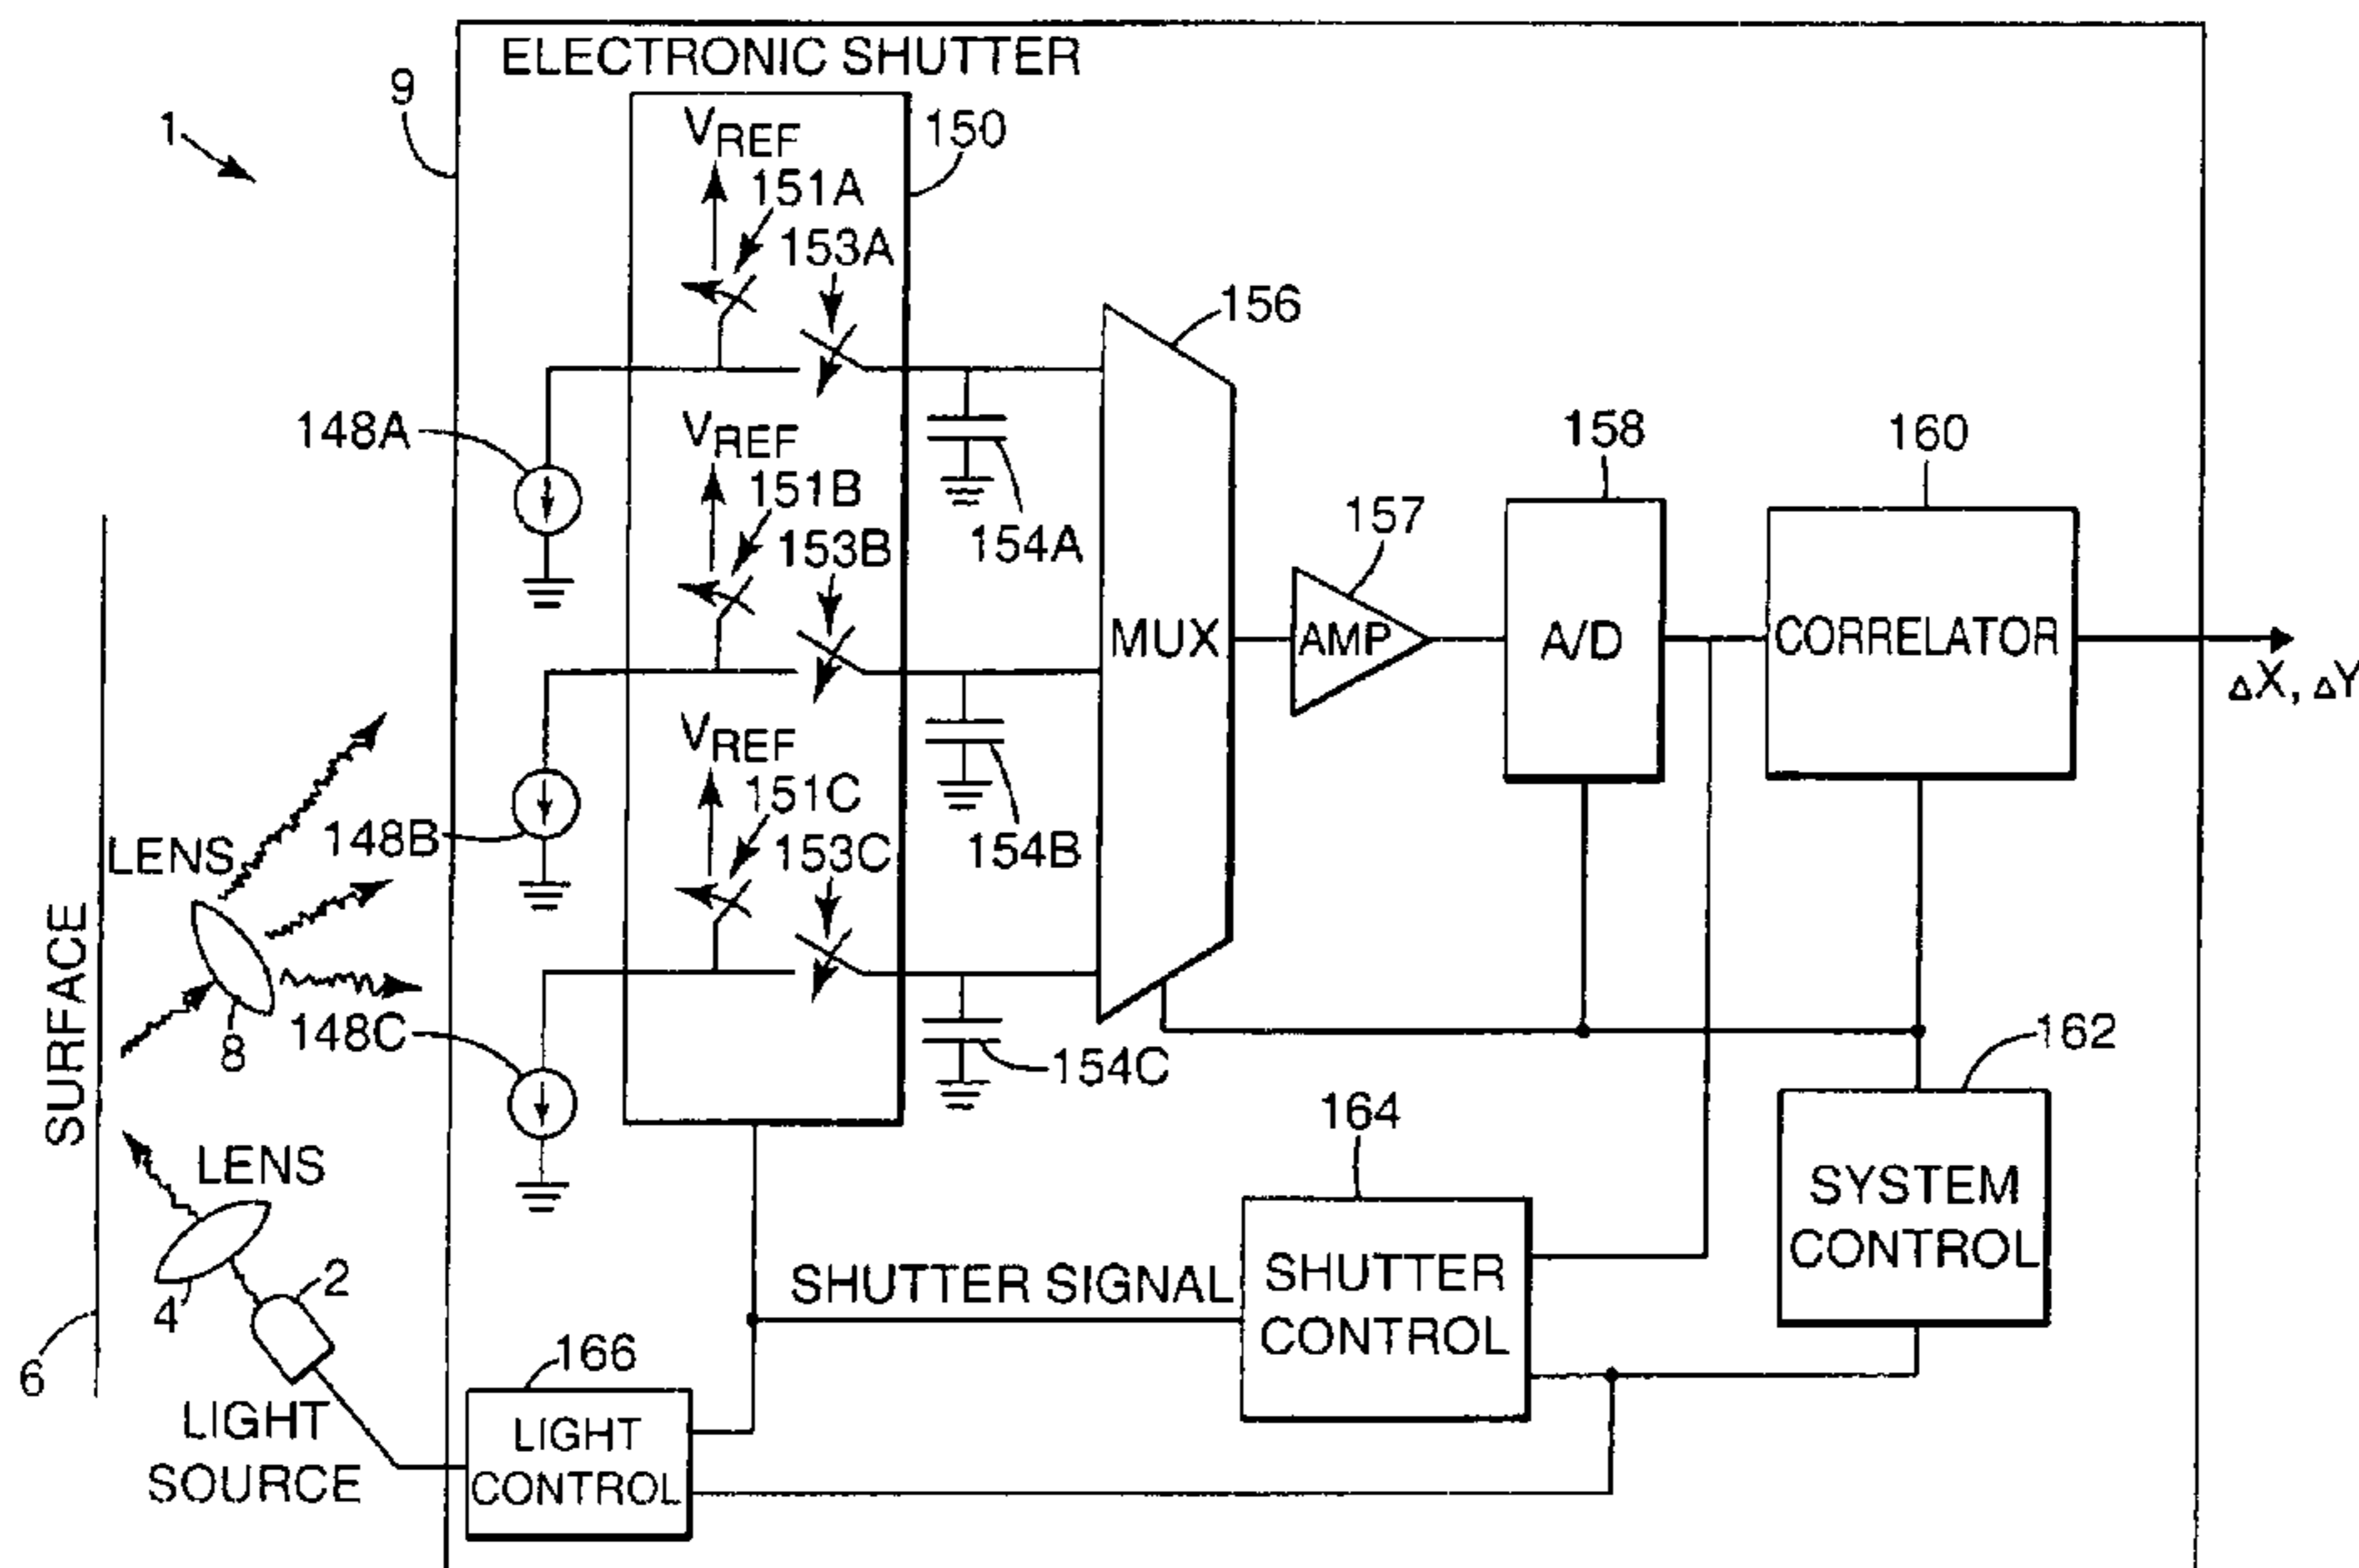 ELECTRONIC SHUTTER
9
1
150
VREF
151A
153A
156
148A
154A
VREF
151B
153B
158
160
157
MUX
AMP
A/D
CORRELATOR
ΔX, ΔY
VREF
151C
153C
154B
148B
LENS
SURFACE
8
148C
154C
162
164
LENS
SYSTEM
CONTROL
2
4
SHUTTER SIGNAL
SHUTTER
CONTROL
6
166
LIGHT
SOURCE
LIGHT
CONTROL